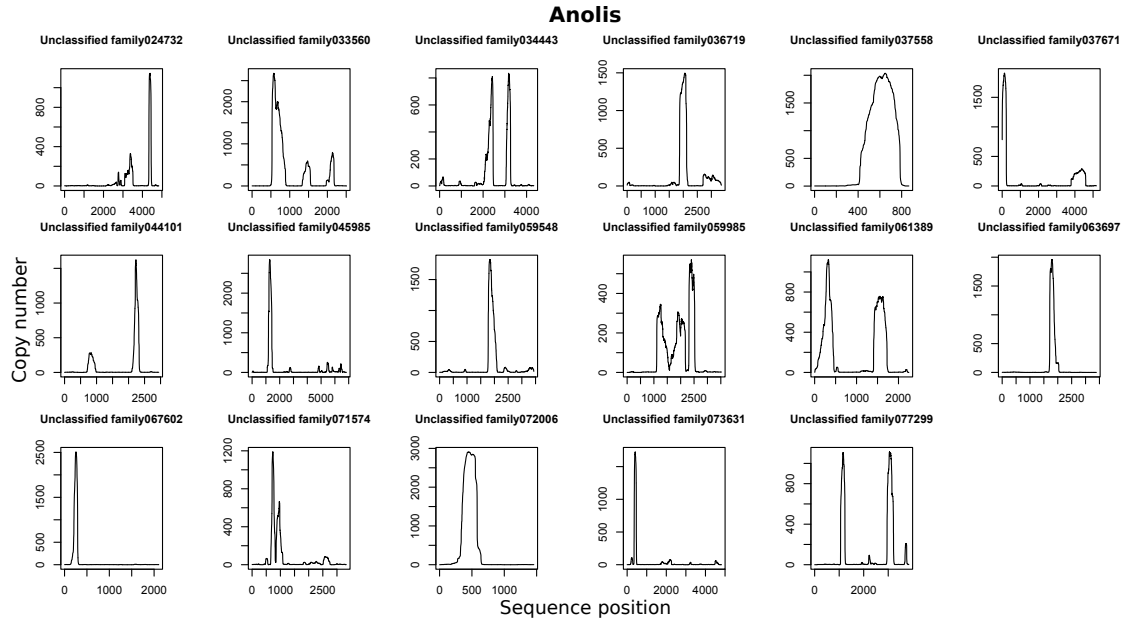 Anolis
Unclassified family024732 Unclassified family033560 Unclassified family034443 Unclassified family036719 Unclassified family037558 Unclassified family037671
0 400 1000
0 2000 4000
0 1000 2000
0 1000 2000
0 200 400 800
0 1000 2000 4000
0 500 1000 1500
0 1000 2500
0 500 1500
0 400 800
0 500 1500
0 2000 4000
Unclassified family044101 Unclassified family045985 Unclassified family059548 Unclassified family059985 Unclassified family061389 Unclassified family063697
Copy number
0 500 1000
0 1000 2500
0 1000 2000
0 2000 5000
0 500 1500
0 1000 2500
0 200 400
0 1000 2500
0 400 800
0 1000 2000
0 500 1500
0 1000 2500
Unclassified family067602 Unclassified family071574 Unclassified family072006 Unclassified family073631 Unclassified family077299
0 500 1500 2500
0 1000 2000
0 400 800 1200
0 1000 2500
0 1000 2000 3000
0 500 1500
0 500 1000
0 2000 4000
0 400 800
0 1000 2000
Sequence position